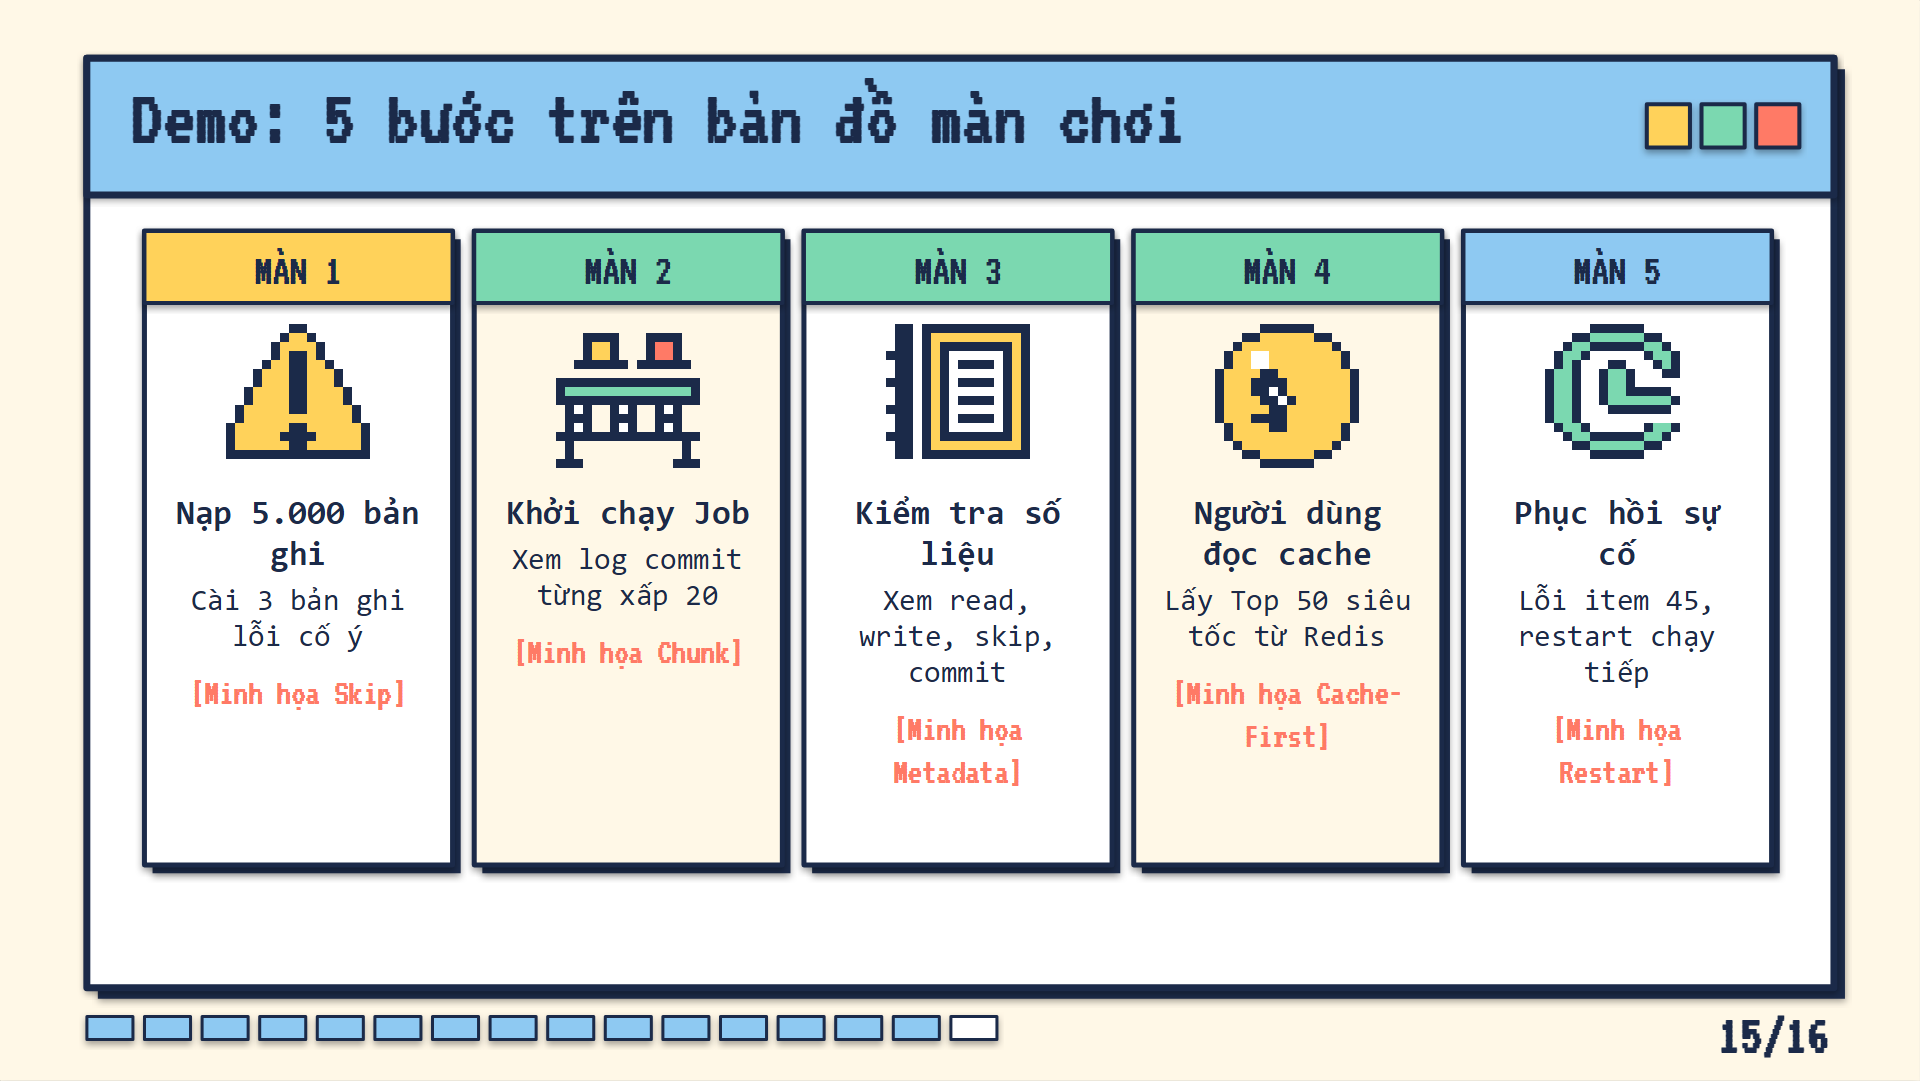 Demo: 5 bước trên bản đồ màn chơi
MÀN 1
Nạp 5.000 bản
ghi
Cài 3 bản ghi
lỗi cố ý
[Minh họa Skip]
MÀN 2
Khởi chạy Job
Xem log commit
từng xấp 20
[Minh họa Chunk]
MÀN 3
Kiểm tra số
liệu
Xem read,
write, skip,
commit
[Minh họa
Metadata]
MÀN 4
Người dùng
đọc cache
Lấy Top 50 siêu
tốc từ Redis
[Minh họa Cache-
First]
MÀN 5
Phục hồi sự
cố
Lỗi item 45,
restart chạy
tiếp
[Minh họa
Restart]
15/16